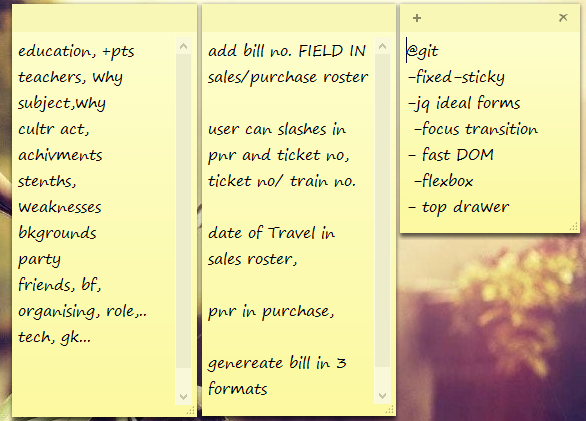 education, +pts
teachers, Why
subject,Why
cultr act,
achivments
stenths,
weaknesses
bkgrounds
party
friends, bf,
organising, role,..
tech, gk...
add bill no. FIELD IN
sales/purchase roster
user can slashes in
pnr and ticket no,
ticket no/ train no.
date of Travel in
sales roster,
pnr in purchase,
genereate bill in 3
formats
@git
-fixed-sticky
-jq ideal forms
-focus transition
- fast DOM
-flexbox
- top drawer